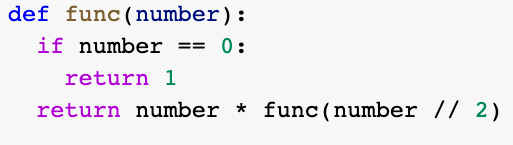 def func(number):
  if number == 0:
    return 1
  return number * func(number // 2)